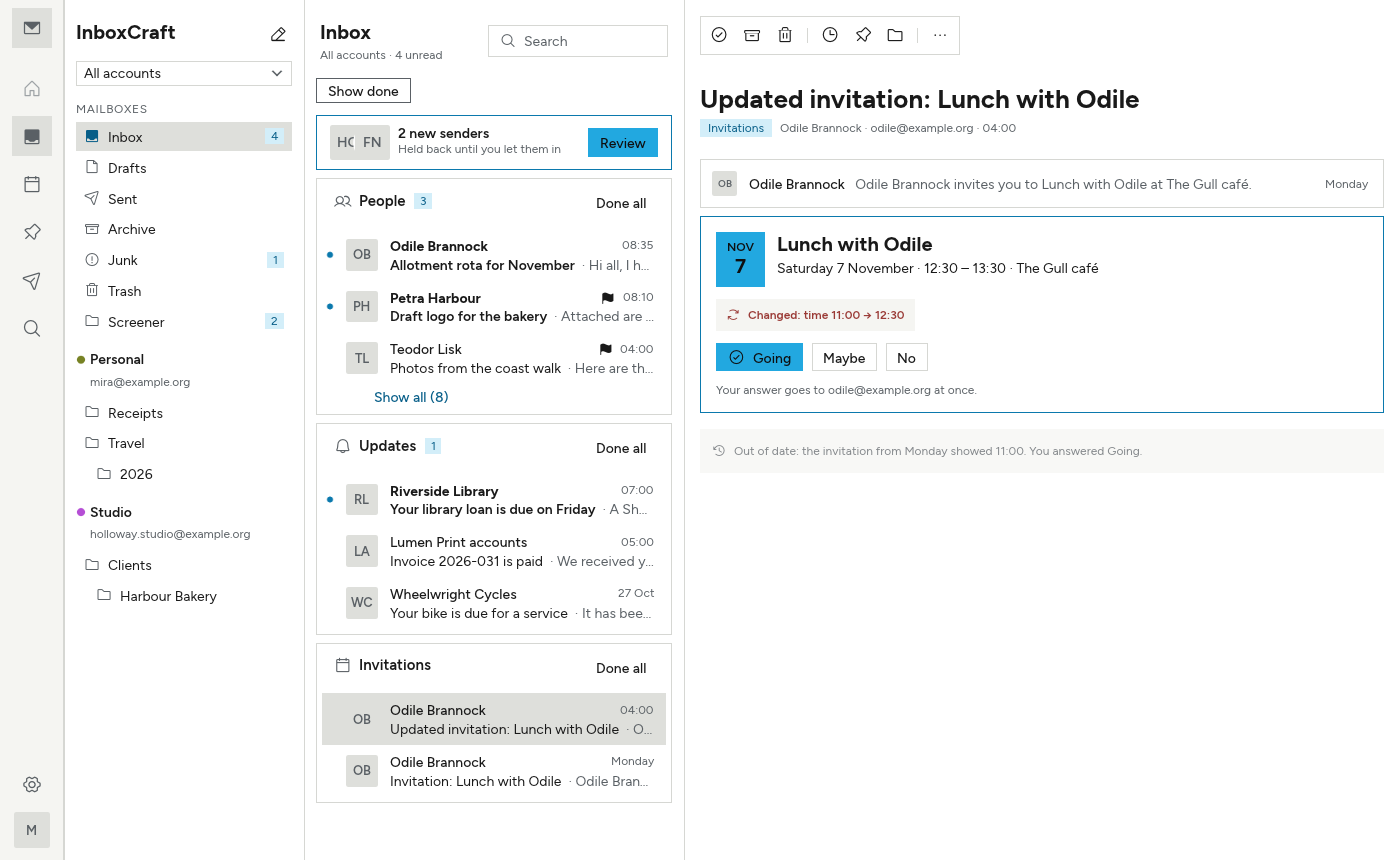 InboxCraft
All accounts
MAILBOXES
Inbox 4
Drafts
Sent
Archive
Junk 1
Trash
Screener 2
Personal
mira@example.org
Receipts
Travel
2026
Studio
holloway.studio@example.org
Clients
Harbour Bakery
M
Inbox
All accounts · 4 unread
Search
Show done
FN
2 new senders
Held back until you let them in
Review
People 3
Done all
OB
Odile Brannock 08:35
Allotment rota for November · Hi all, I h…
PH
Petra Harbour 08:10
Draft logo for the bakery · Attached are …
TL
Teodor Lisk 04:00
Photos from the coast walk · Here are th…
Show all (8)
Updates 1
Done all
RL
Riverside Library 07:00
Your library loan is due on Friday · A Sh…
LA
Lumen Print accounts 05:00
Invoice 2026-031 is paid · We received y…
WC
Wheelwright Cycles 27 Oct
Your bike is due for a service · It has bee…
Invitations
Done all
OB
Odile Brannock 04:00
Updated invitation: Lunch with Odile · O…
OB
Odile Brannock Monday
Invitation: Lunch with Odile · Odile Bran…
Updated invitation: Lunch with Odile
Invitations Odile Brannock · odile@example.org · 04:00
OB Odile Brannock Odile Brannock invites you to Lunch with Odile at The Gull café. Monday
NOV
7
Lunch with Odile
Saturday 7 November · 12:30 – 13:30 · The Gull café
Changed: time 11:00 → 12:30
Going Maybe No
Your answer goes to odile@example.org at once.
Out of date: the invitation from Monday showed 11:00. You answered Going.